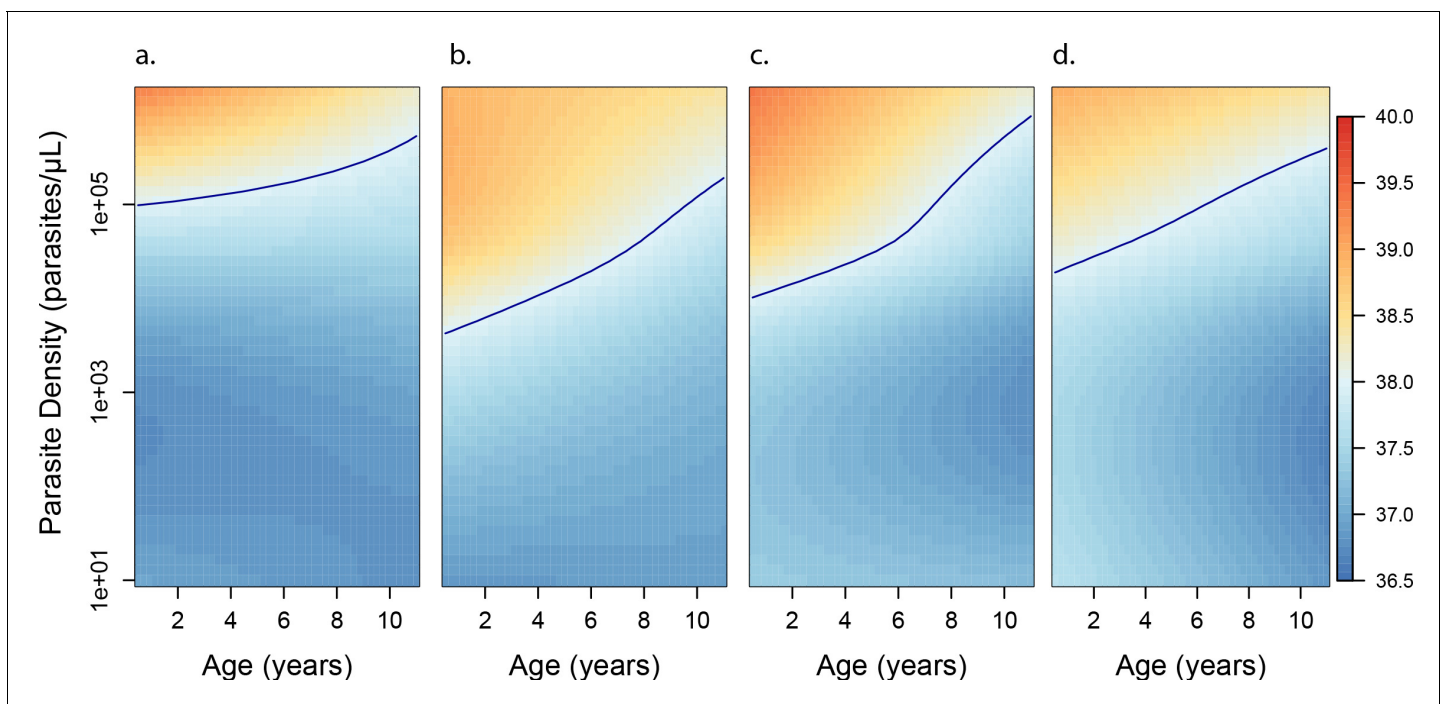 a.
b.
c.
d.
Parasite Density (parasites/µL)
1e+05
1e+03
1e+01
2 4 6 8 10
2 4 6 8 10
2 4 6 8 10
2 4 6 8 10
Age (years)
Age (years)
Age (years)
Age (years)
40.0
39.5
39.0
38.5
38.0
37.5
37.0
36.5